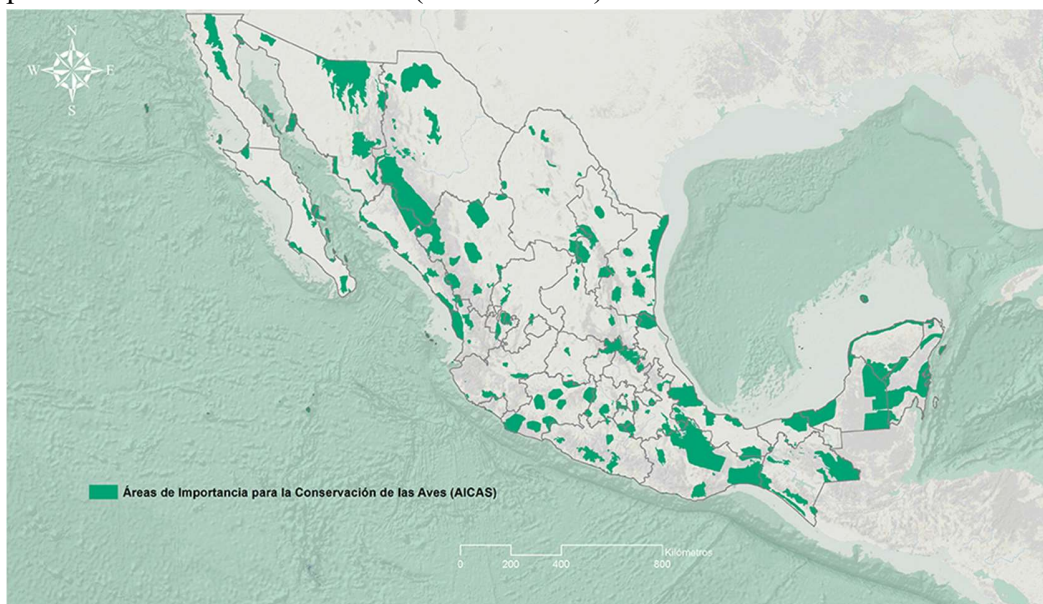 N
W E
S
Áreas de Importancia para la Conservación de las Aves (AICAS)
Kilómetros
0 200 400 800